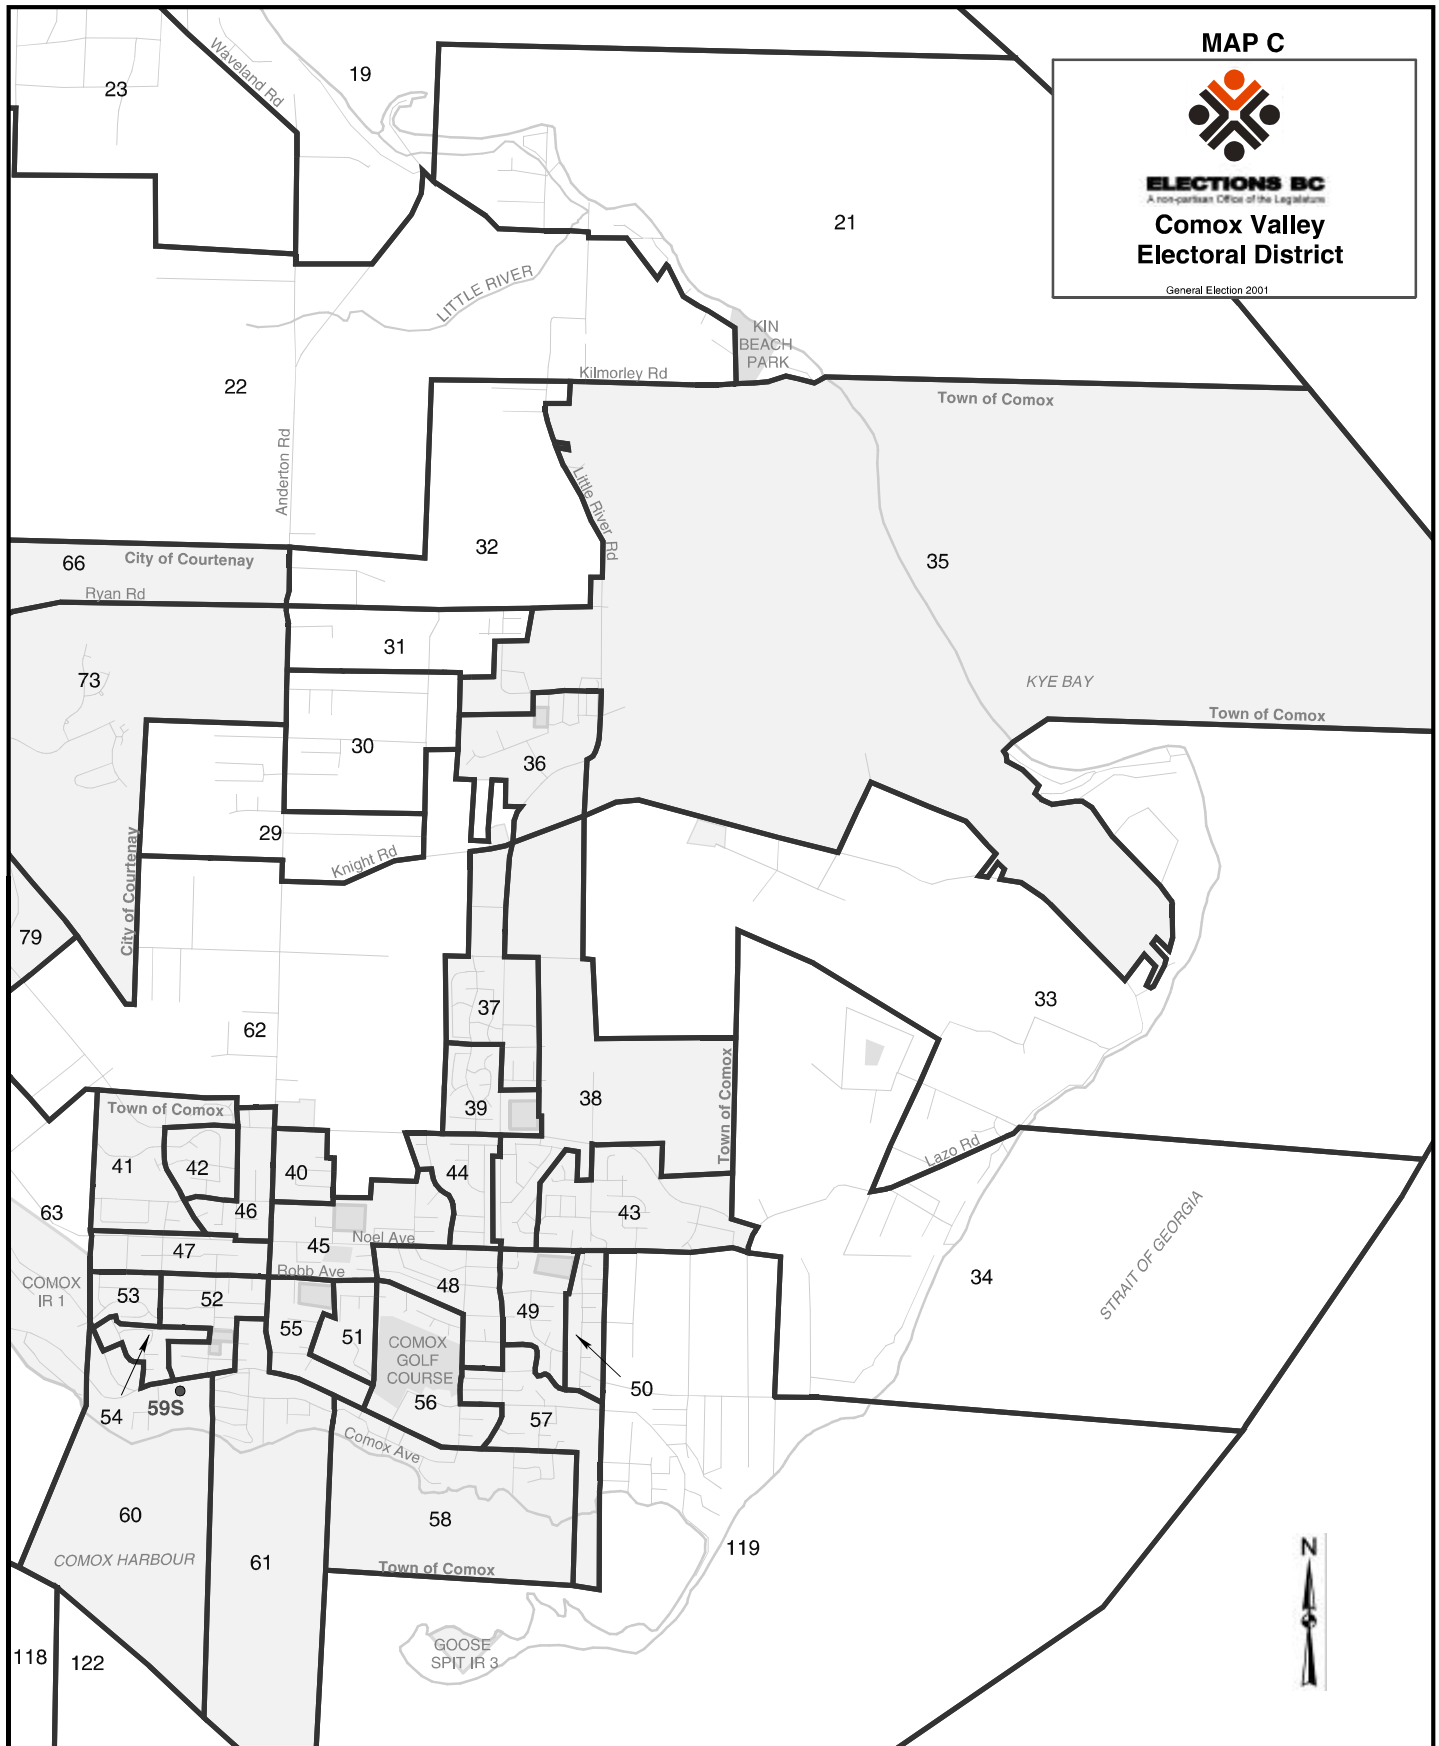 MAP C
ELECTIONS BC
A non-partisan Office of the Legislature
Comox Valley
Electoral District
General Election 2001
23
Waveland Rd
19
21
LITTLE RIVER
KIN
BEACH
PARK
Kilmorley Rd
22
Town of Comox
Anderton Rd
Little River Rd
32
35
66
City of Courtenay
Ryan Rd
31
73
KYE BAY
Town of Comox
30
36
29
Knight Rd
City of Courtenay
79
37
33
62
38
Town of Comox
39
Town of Comox
41
42
40
44
Lazo Rd
63
46
43
45
Noel Ave
47
Robb Ave
STRAIT OF GEORGIA
34
COMOX
IR 1
53
52
48
49
55
51
COMOX
GOLF
COURSE
50
56
54
59S
57
Comox Ave
60
58
119
COMOX HARBOUR
61
Town of Comox
N
GOOSE
SPIT IR 3
118
122